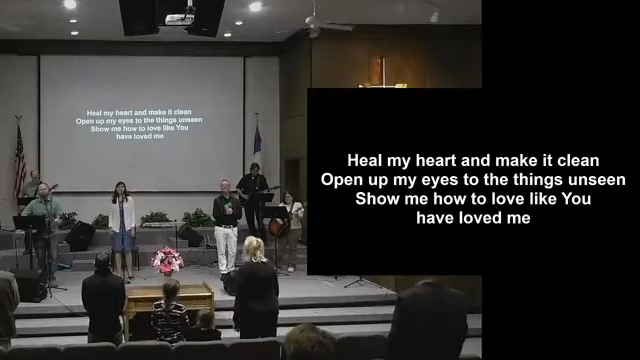 Heal my heart and make it clean
Open up my eyes to the things unseen
Show me how to love like You
have loved me
Heal my heart and make it clean
Open up my eyes to the things unseen
Show me how to love like You
have loved me